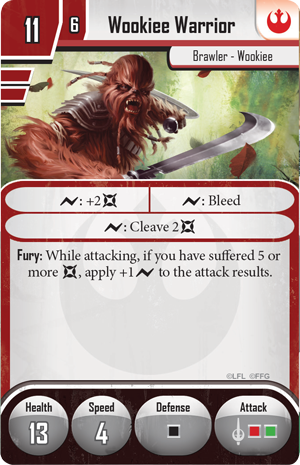 11
6
Wookiee Warrior
Brawler - Wookiee
: +2
: Bleed
: Cleave 2
Fury: While attacking, if you have suffered 5 or
more , apply +1 to the attack results.
©LFL ©FFG
Health
Speed
Defense
Attack
13
4